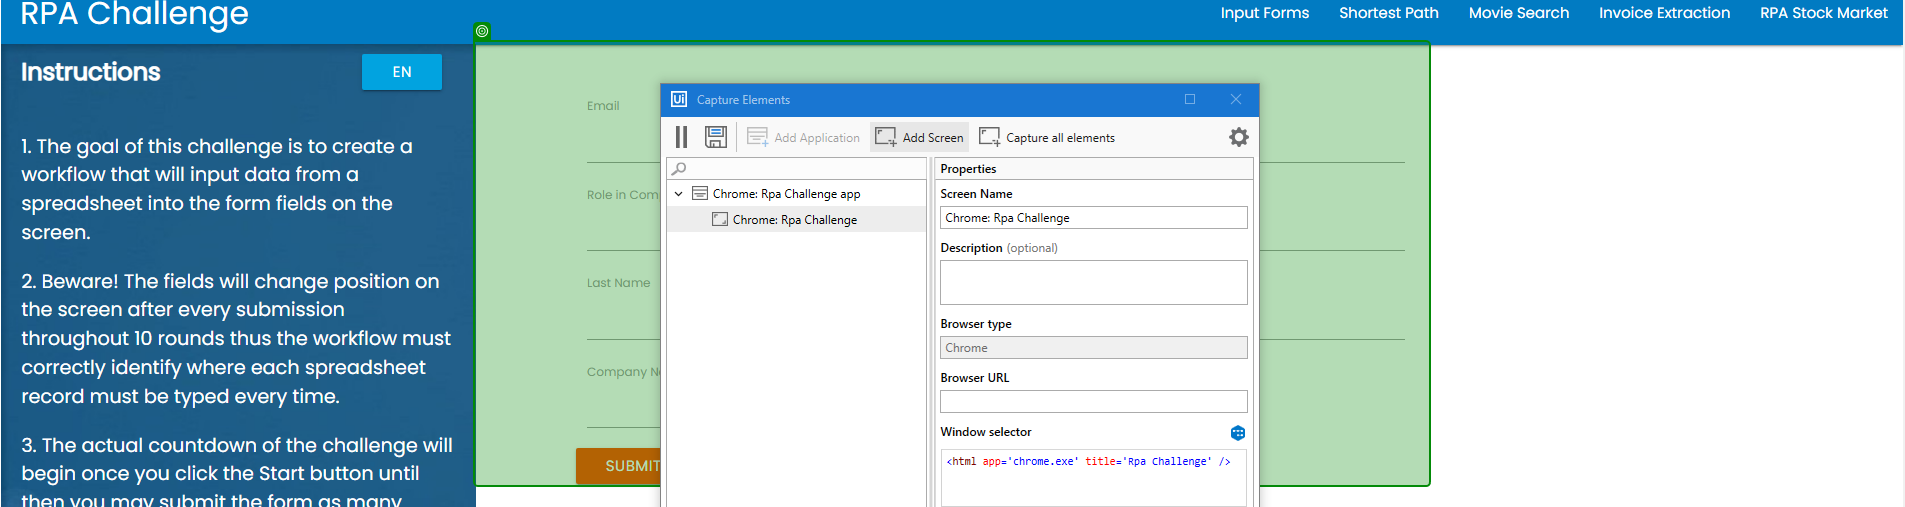 RPA Challenge
Input Forms Shortest Path Movie Search Invoice Extraction RPA Stock Market
Instructions
EN
1. The goal of this challenge is to create a
workflow that will input data from a
spreadsheet into the form fields on the
screen.
2. Beware! The fields will change position on
the screen after every submission
throughout 10 rounds thus the workflow must
correctly identify where each spreadsheet
record must be typed every time.
3. The actual countdown of the challenge will
begin once you click the Start button until
then you may submit the form as many
Email
Role in Com
Last Name
Company N
SUBMIT
Ui Capture Elements
Add Application Add Screen Capture all elements
Chrome: Rpa Challenge app
Chrome: Rpa Challenge
Properties
Screen Name
Chrome: Rpa Challenge
Description (optional)
Browser type
Chrome
Browser URL
Window selector
<html app='chrome.exe' title='Rpa Challenge' />